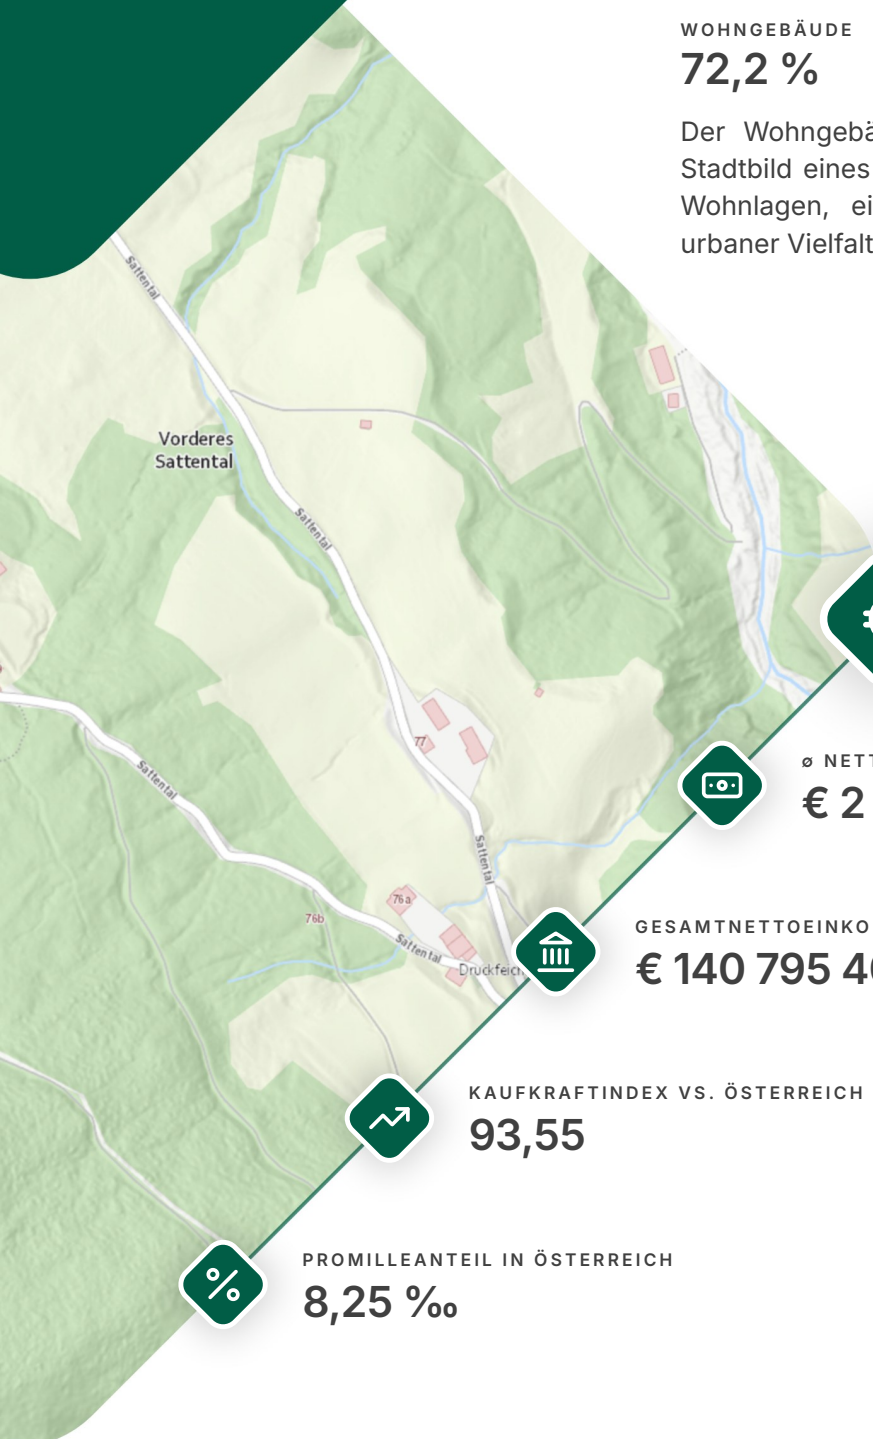 WOHNGEBÄUDE
72,2 %
Der Wohngebä
Stadtbild eines
Wohnlagen, ei
urbaner Vielfalt
Sattental
Vorderes
Sattental
Sattental
77
Sattental
ø NETT
€ 2
Sattental
76a
76b
Sattental
Druckfeich
GESAMTNETTOEINKO
€ 140 795 40
KAUFKRAFTINDEX VS. ÖSTERREICH
93,55
PROMILLEANTEIL IN ÖSTERREICH
8,25 ‰